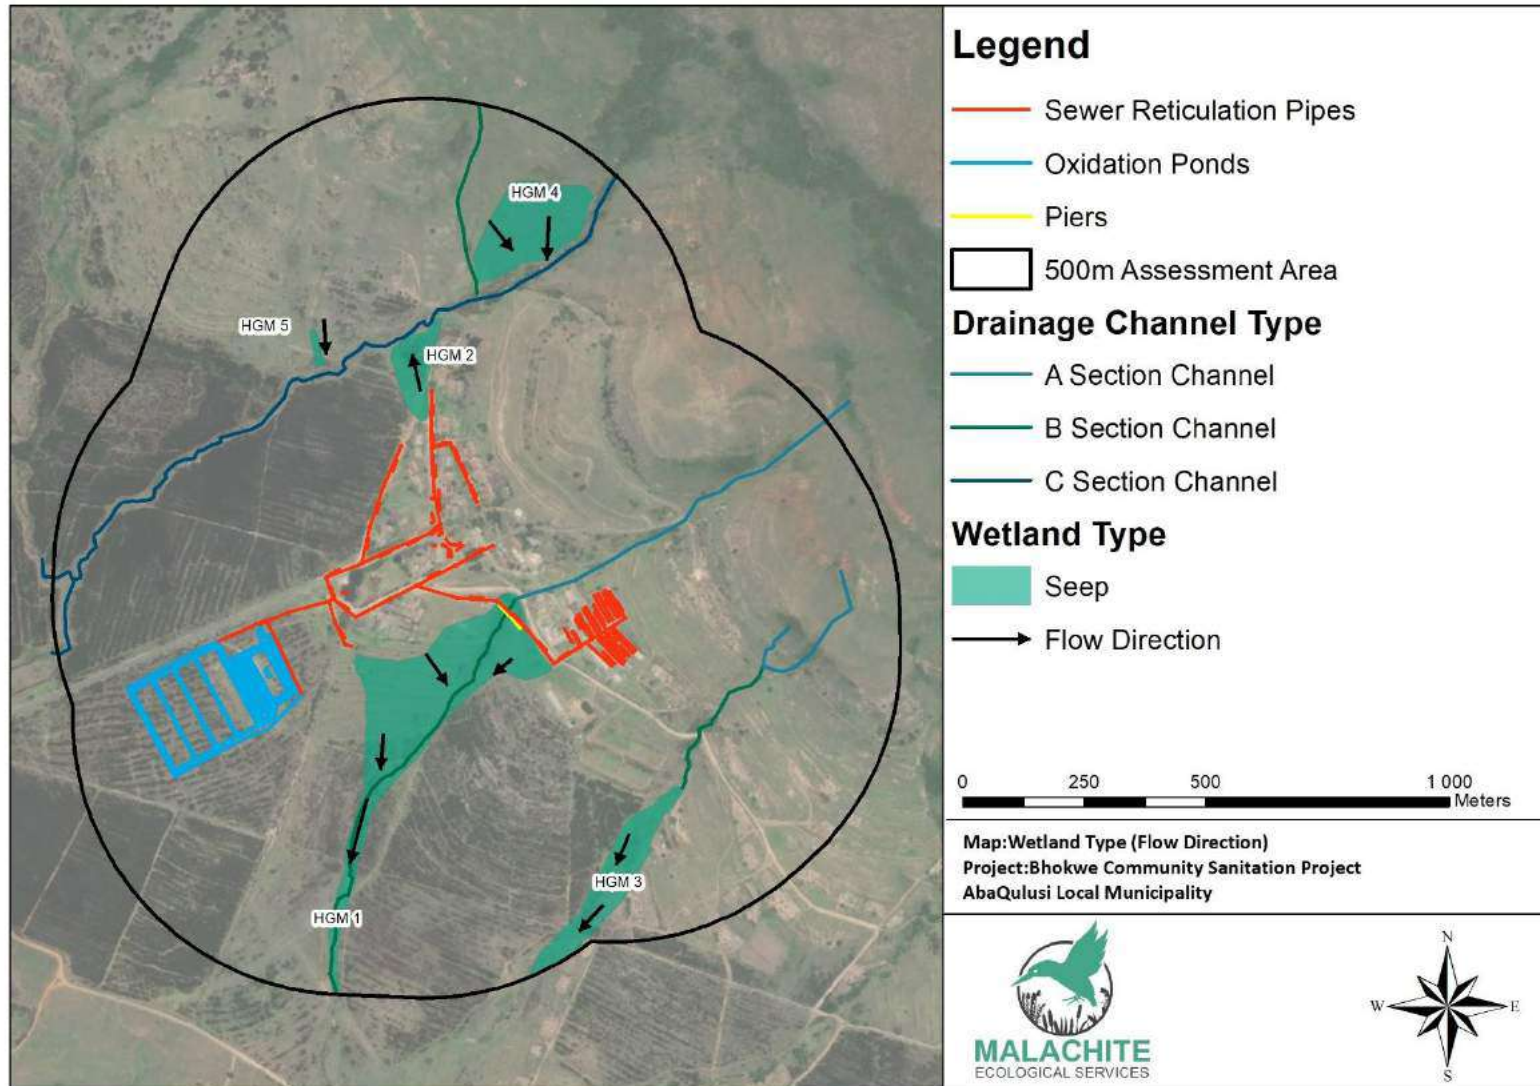 HGM 4
HGM 5
HGM 2
HGM 3
HGM 1
Legend
Sewer Reticulation Pipes
Oxidation Ponds
Piers
500m Assessment Area
Drainage Channel Type
A Section Channel
B Section Channel
C Section Channel
Wetland Type
Seep
Flow Direction
0 250 500 1 000
Meters
Map:Wetland Type (Flow Direction)
Project:Bhokwe Community Sanitation Project
AbaQulusi Local Municipality
MALACHITE
ECOLOGICAL SERVICES
N
W E
S